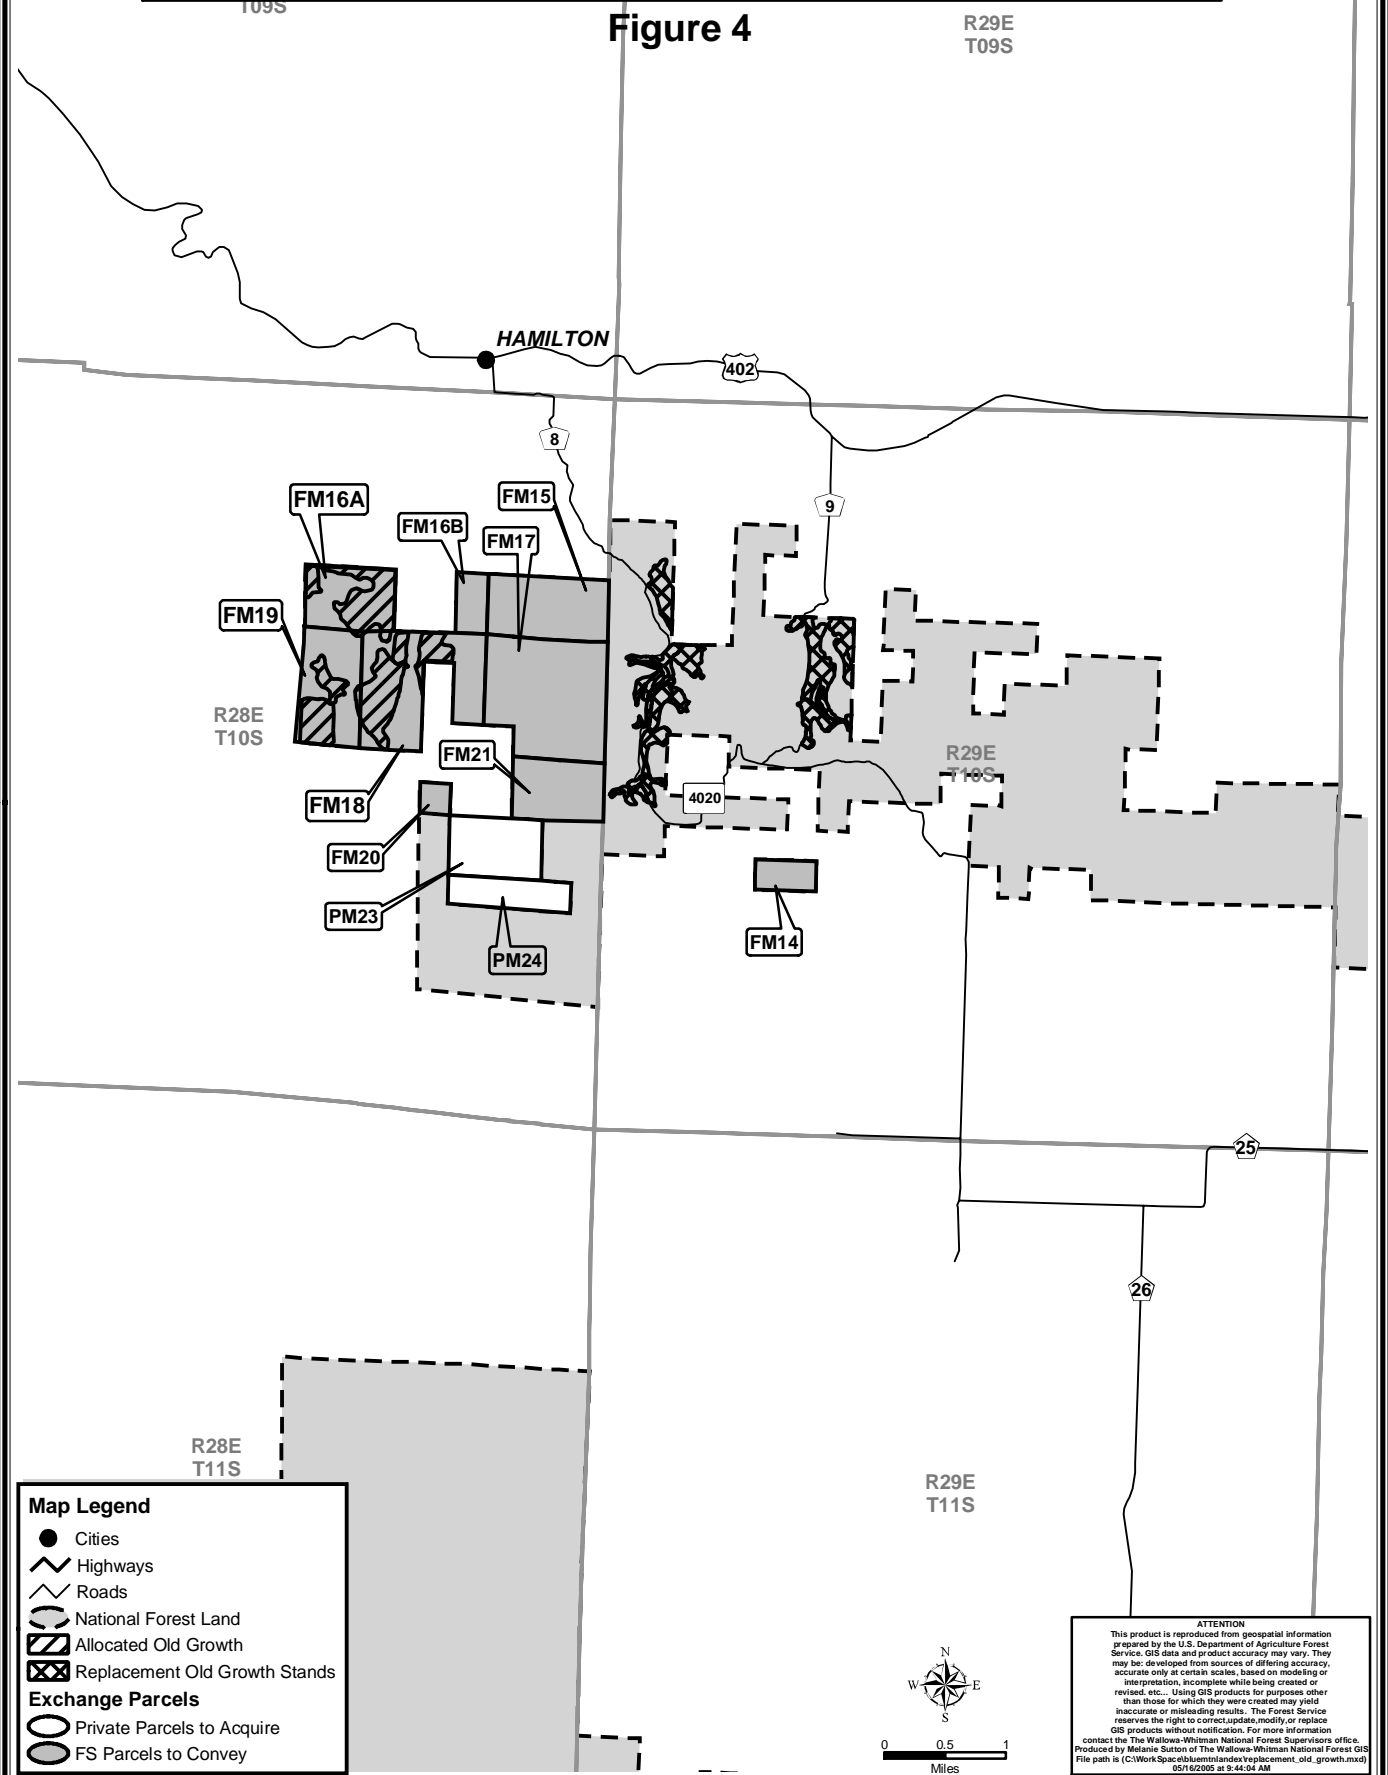 T09S
Figure 4
R29E
T09S
HAMILTON
402
8
9
FM16A
FM15
FM16B
FM17
FM19
R28E
T10S
FM21
R29E
T10S
4020
FM18
FM20
PM23
FM14
PM24
25
26
R28E
T11S
R29E
T11S
Map Legend
Cities
Highways
Roads
National Forest Land
Allocated Old Growth
Replacement Old Growth Stands
Exchange Parcels
Private Parcels to Acquire
FS Parcels to Convey
N
W E
S
0 0.5 1
Miles
ATTENTION
This product is reproduced from geospatial information
prepared by the U.S. Department of Agriculture Forest
Service. GIS data and product accuracy may vary. They
may be: developed from sources of differing accuracy,
accurate only at certain scales, based on modeling or
interpretation, incomplete while being created or
revised. etc... Using GIS products for purposes other
than those for which they were created may yield
inaccurate or misleading results. The Forest Service
reserves the right to correct,update,modify,or replace
GIS products without notification. For more information
contact the The Wallowa-Whitman National Forest Supervisors office.
Produced by Melanie Sutton of The Wallowa-Whitman National Forest GIS
File path is (C:\WorkSpace\bluemtnlandex\replacement_old_growth.mxd)
05/16/2005 at 9:44:04 AM